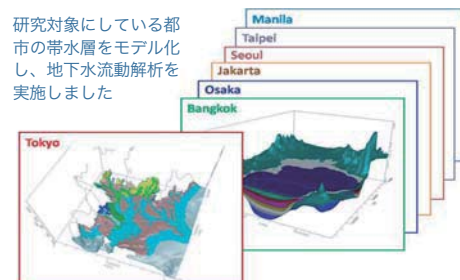 研究対象にしている都
市の帯水層をモデル化
し、地下水流動解析を
実施しました
Manila
Taipei
Seoul
Jakarta
Osaka
Bangkok
Tokyo